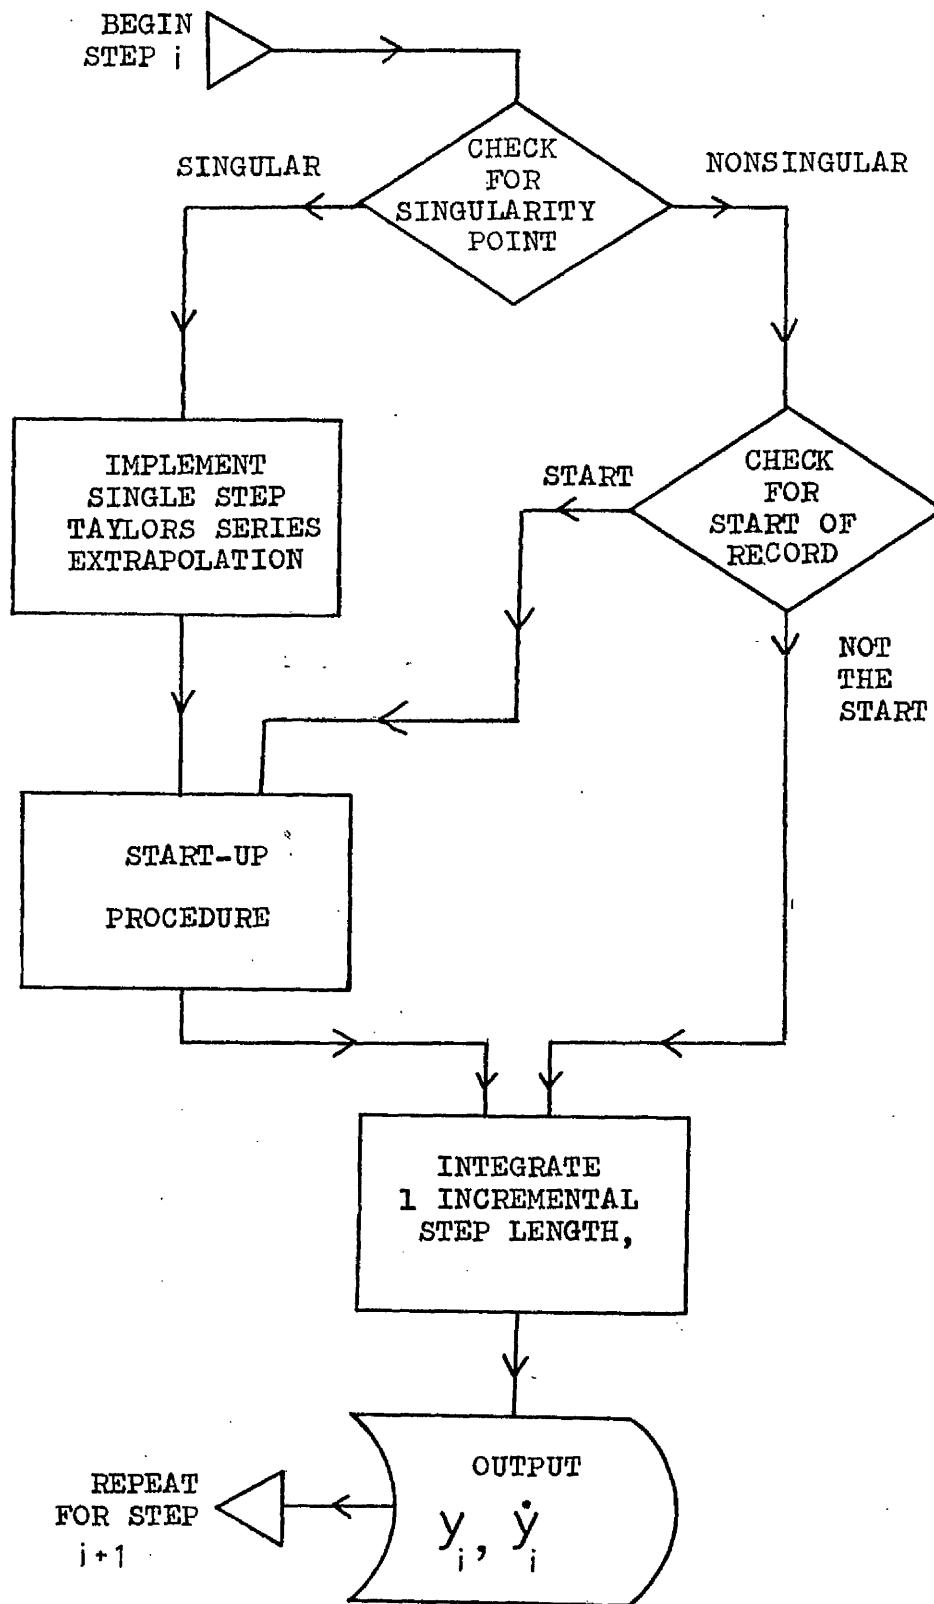 BEGIN
STEP i
CHECK
FOR
SINGULARITY
POINT
SINGULAR
NONSINGULAR
IMPLEMENT
SINGLE STEP
TAYLORS SERIES
EXTRAPOLATION
START
CHECK
FOR
START OF
RECORD
NOT
THE
START
START-UP
PROCEDURE
INTEGRATE
1 INCREMENTAL
STEP LENGTH,
OUTPUT
y_i, ẏ_i
REPEAT
FOR STEP
i+1